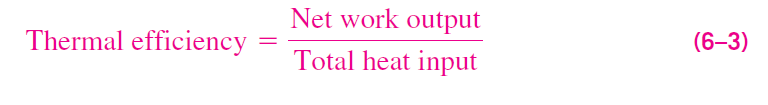 Thermal efficiency = Net work output / Total heat input (6–3)